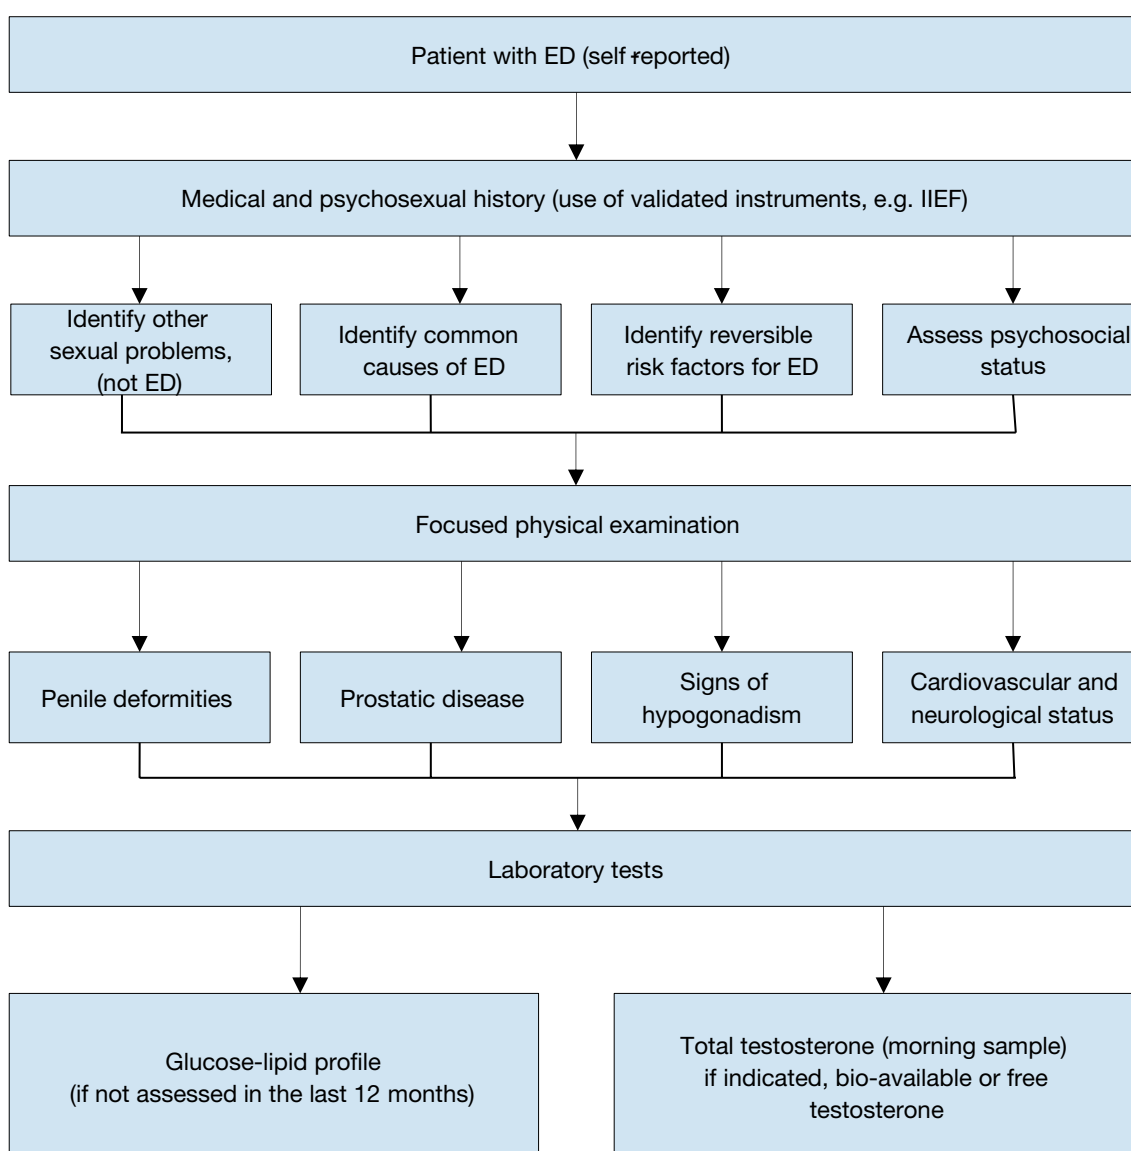 Patient with ED (self-reported)
Medical and psychosexual history (use of validated instruments, e.g. IIEF)
Identify other
sexual problems,
(not ED)
Identify common
causes of ED
Identify reversible
risk factors for ED
Assess psychosocial
status
Focused physical examination
Penile deformities
Prostatic disease
Signs of
hypogonadism
Cardiovascular and
neurological status
Laboratory tests
Glucose-lipid profile
(if not assessed in the last 12 months)
Total testosterone (morning sample)
if indicated, bio-available or free
testosterone